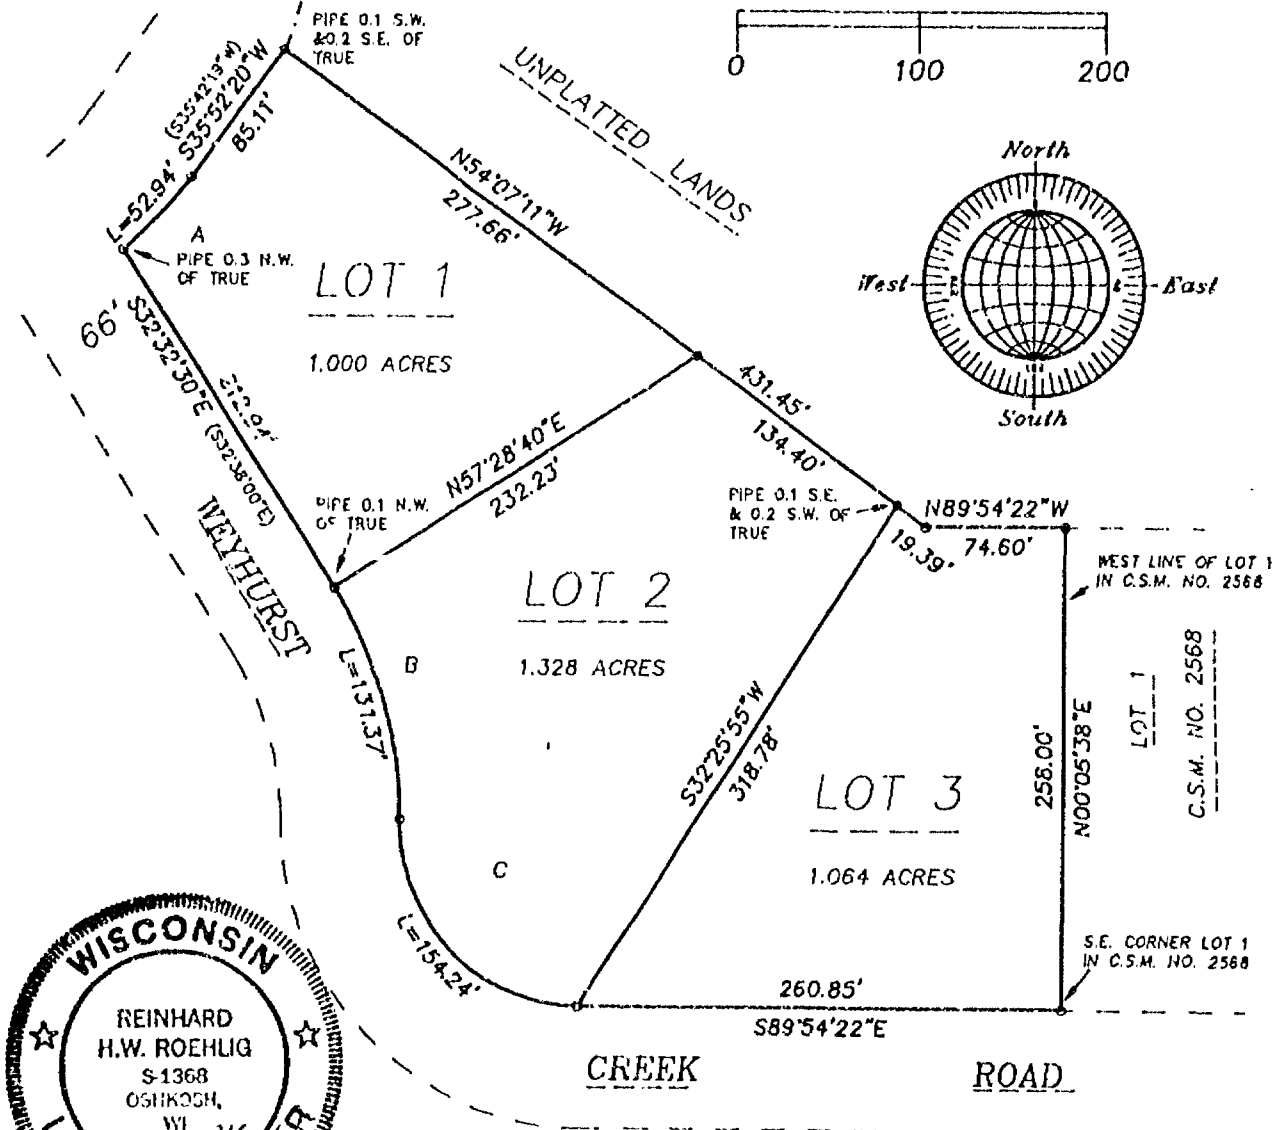 PIPE 0.1 S.W.
&0.2 S.E. OF
TRUE
0 100 200
(S35°42'19"W)
S35°52'20"W
85.11'
L=52.94'
UNPLATTED LANDS
N54°07'11"W
277.66'
North
West
East
South
A
PIPE 0.3 N.W.
OF TRUE
LOT 1
1.000 ACRES
66'
S32°32'30"E
(S32°38'00"E)
212.94'
431.45'
134.40'
N57°28'40"E
232.23'
PIPE 0.1 N.W.
OF TRUE
PIPE 0.1 S.E.
& 0.2 S.W. OF
TRUE
19.39'
N89°54'22"W
74.60'
WEST LINE OF LOT 1
IN C.S.M. NO. 2568
WEYHURST
LOT 2
1.328 ACRES
B
L=131.37'
LOT 1
C.S.M. NO. 2568
S32°25'55"W
318.78'
258.00'
N00°05'38"E
LOT 3
1.064 ACRES
C
L=154.24'
S.E. CORNER LOT 1
IN C.S.M. NO. 2568
260.85'
S89°54'22"E
CREEK ROAD
WISCONSIN
REINHARD
H.W. ROEHLIG
S-1368
OSHKOSH,
WI